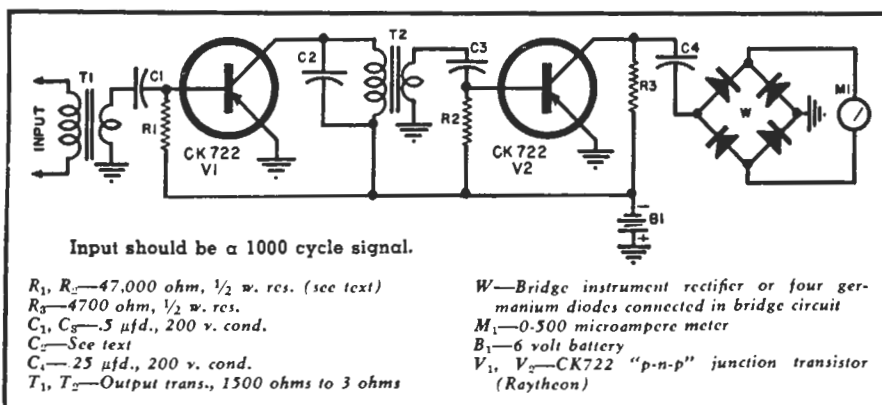 T1
C1
INPUT
R1
CK722
V1
C2
T2
C3
R2
CK722
V2
R3
C4
W
M1
−
B1
+
Input should be a 1000 cycle signal.
R₁, R₂—47,000 ohm, ½ w. res. (see text)
R₃—4700 ohm, ½ w. res.
C₁, C₃—.5 μfd., 200 v. cond.
C₂—See text
C₄—.25 μfd., 200 v. cond.
T₁, T₂—Output trans., 1500 ohms to 3 ohms
W—Bridge instrument rectifier or four ger-
manium diodes connected in bridge circuit
M₁—0-500 microampere meter
B₁—6 volt battery
V₁, V₂—CK722 "p-n-p" junction transistor
(Raytheon)